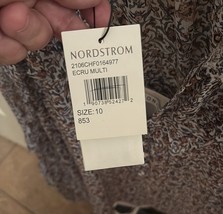 NORDSTROM
2106CHF0164977
ECRU MULTI
SIZE: 10
853